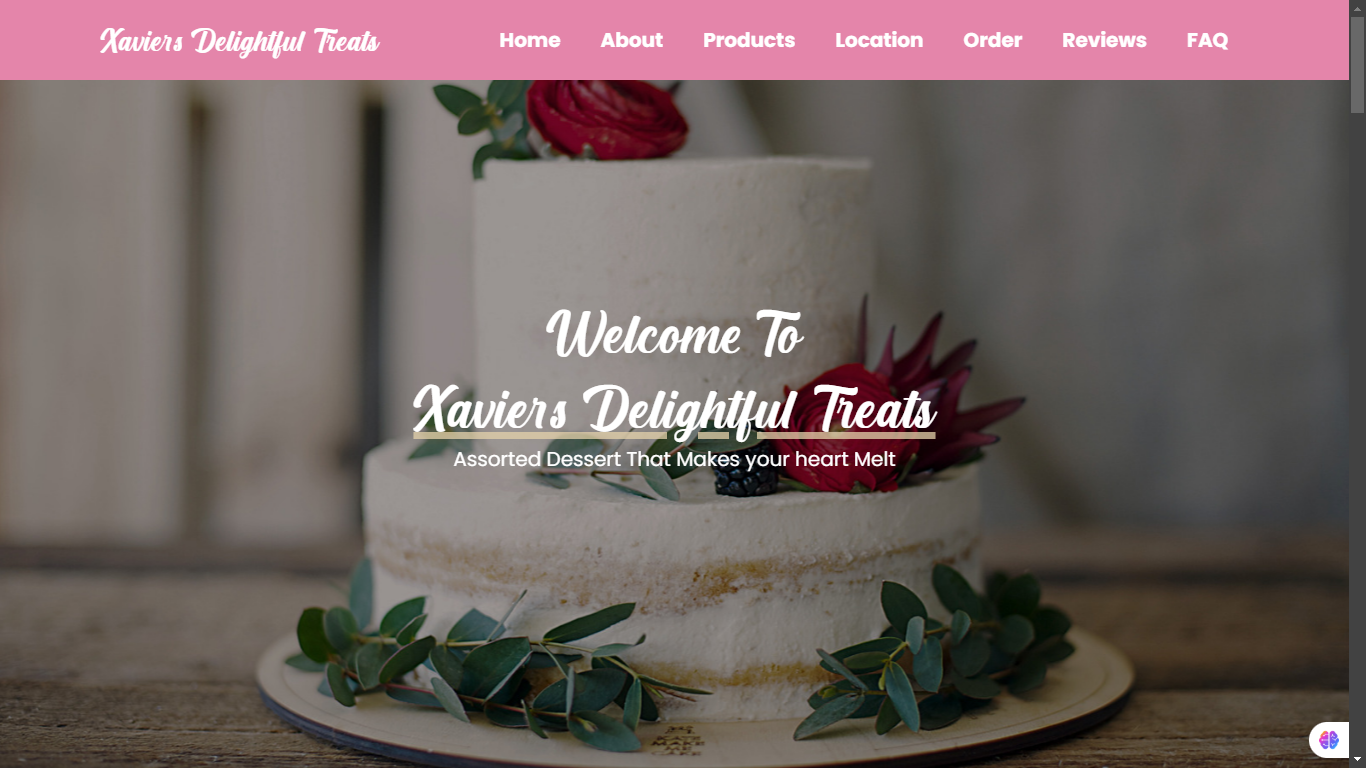 Xaviers Delightful Treats
Home About Products Location Order Reviews FAQ
Welcome To
Xaviers Delightful Treats
Assorted Dessert That Makes your heart Melt